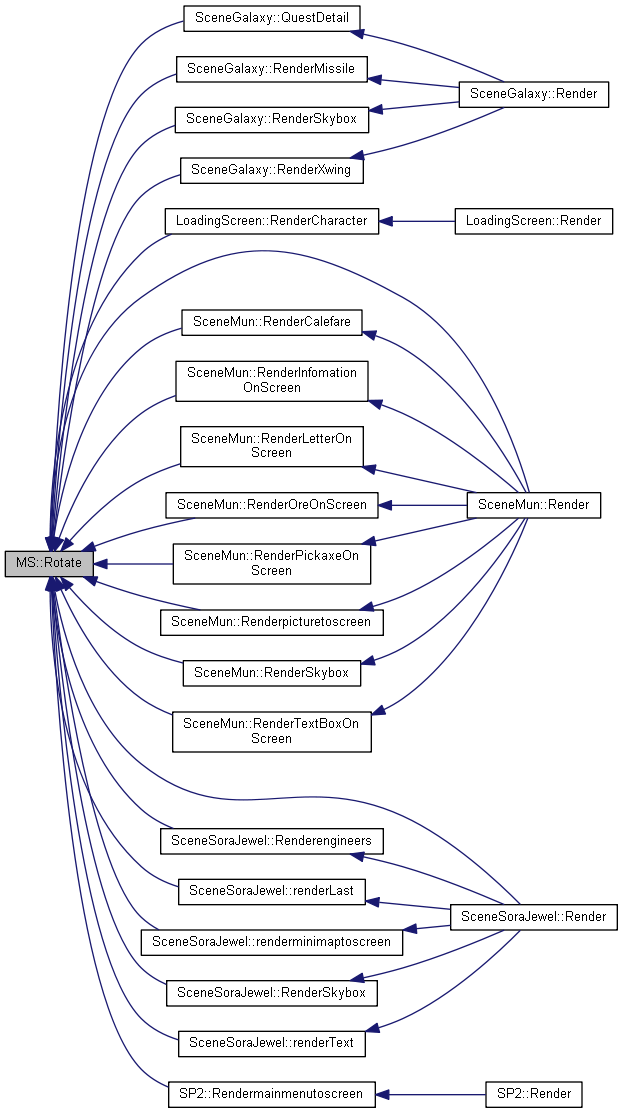 SceneGalaxy::QuestDetail
SceneGalaxy::RenderMissile
SceneGalaxy::Render
SceneGalaxy::RenderSkybox
SceneGalaxy::RenderXwing
LoadingScreen::RenderCharacter
LoadingScreen::Render
SceneMun::RenderCalefare
SceneMun::RenderInfomation
OnScreen
SceneMun::RenderLetterOn
Screen
SceneMun::RenderOreOnScreen
SceneMun::Render
MS::Rotate
SceneMun::RenderPickaxeOn
Screen
SceneMun::Renderpicturetoscreen
SceneMun::RenderSkybox
SceneMun::RenderTextBoxOn
Screen
SceneSoraJewel::Renderengineers
SceneSoraJewel::renderLast
SceneSoraJewel::Render
SceneSoraJewel::renderminimaptoscreen
SceneSoraJewel::RenderSkybox
SceneSoraJewel::renderText
SP2::Rendermainmenutoscreen
SP2::Render